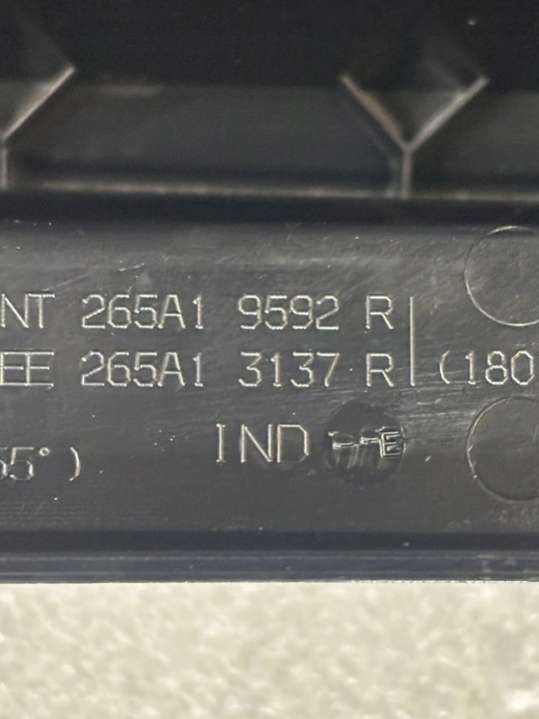 NT 265A1 9592 R
EE 265A1 3137 R (180
55°) IND